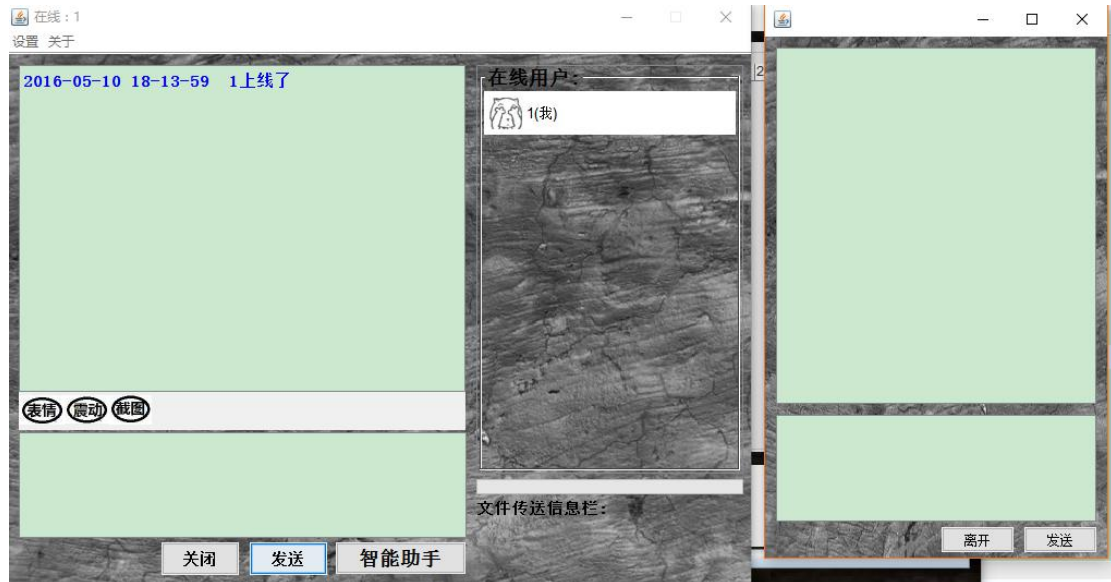 在线：1
设置 关于
2016-05-10 18-13-59 1上线了
表情 震动 截图
关闭 发送 智能助手
在线用户：
1(我)
文件传送信息栏：
2
离开 发送